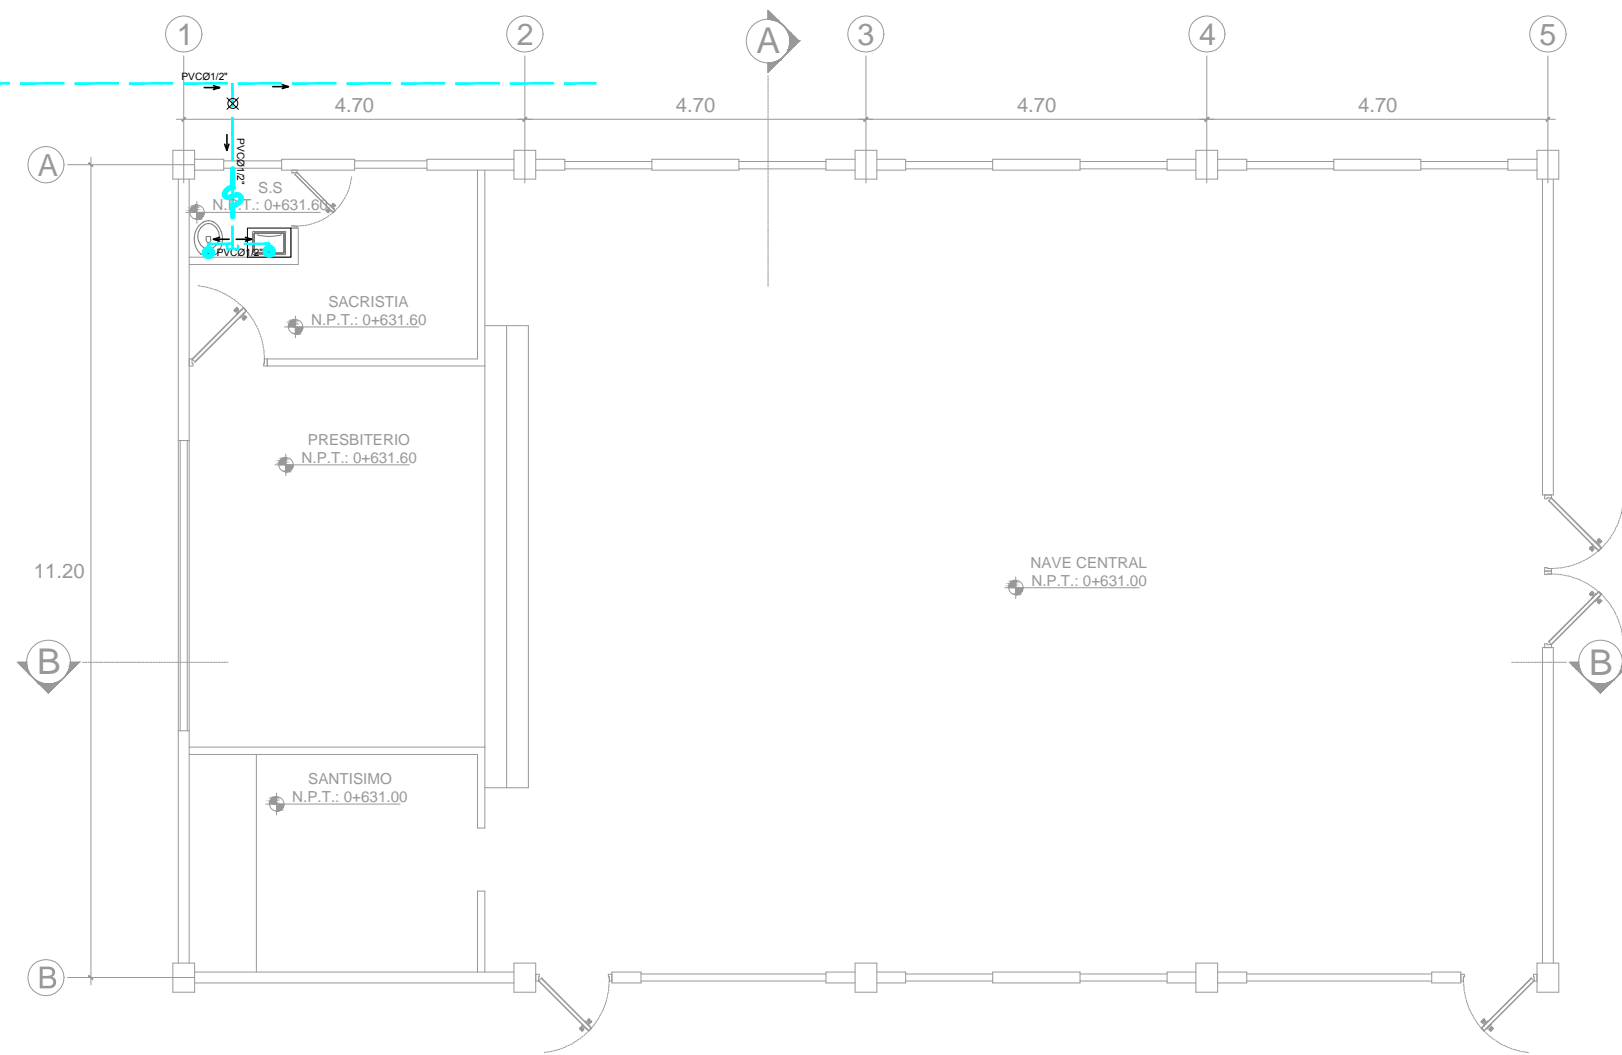 1
2
A
3
4
5
PVCØ1/2"
4.70
4.70
4.70
4.70
A
PVCØ1/2"
S.S
N.P.T.: 0+631.60
PVCØ1/2"
SACRISTIA
N.P.T.: 0+631.60
PRESBITERIO
N.P.T.: 0+631.60
11.20
NAVE CENTRAL
N.P.T.: 0+631.00
B
B
SANTISIMO
N.P.T.: 0+631.00
B